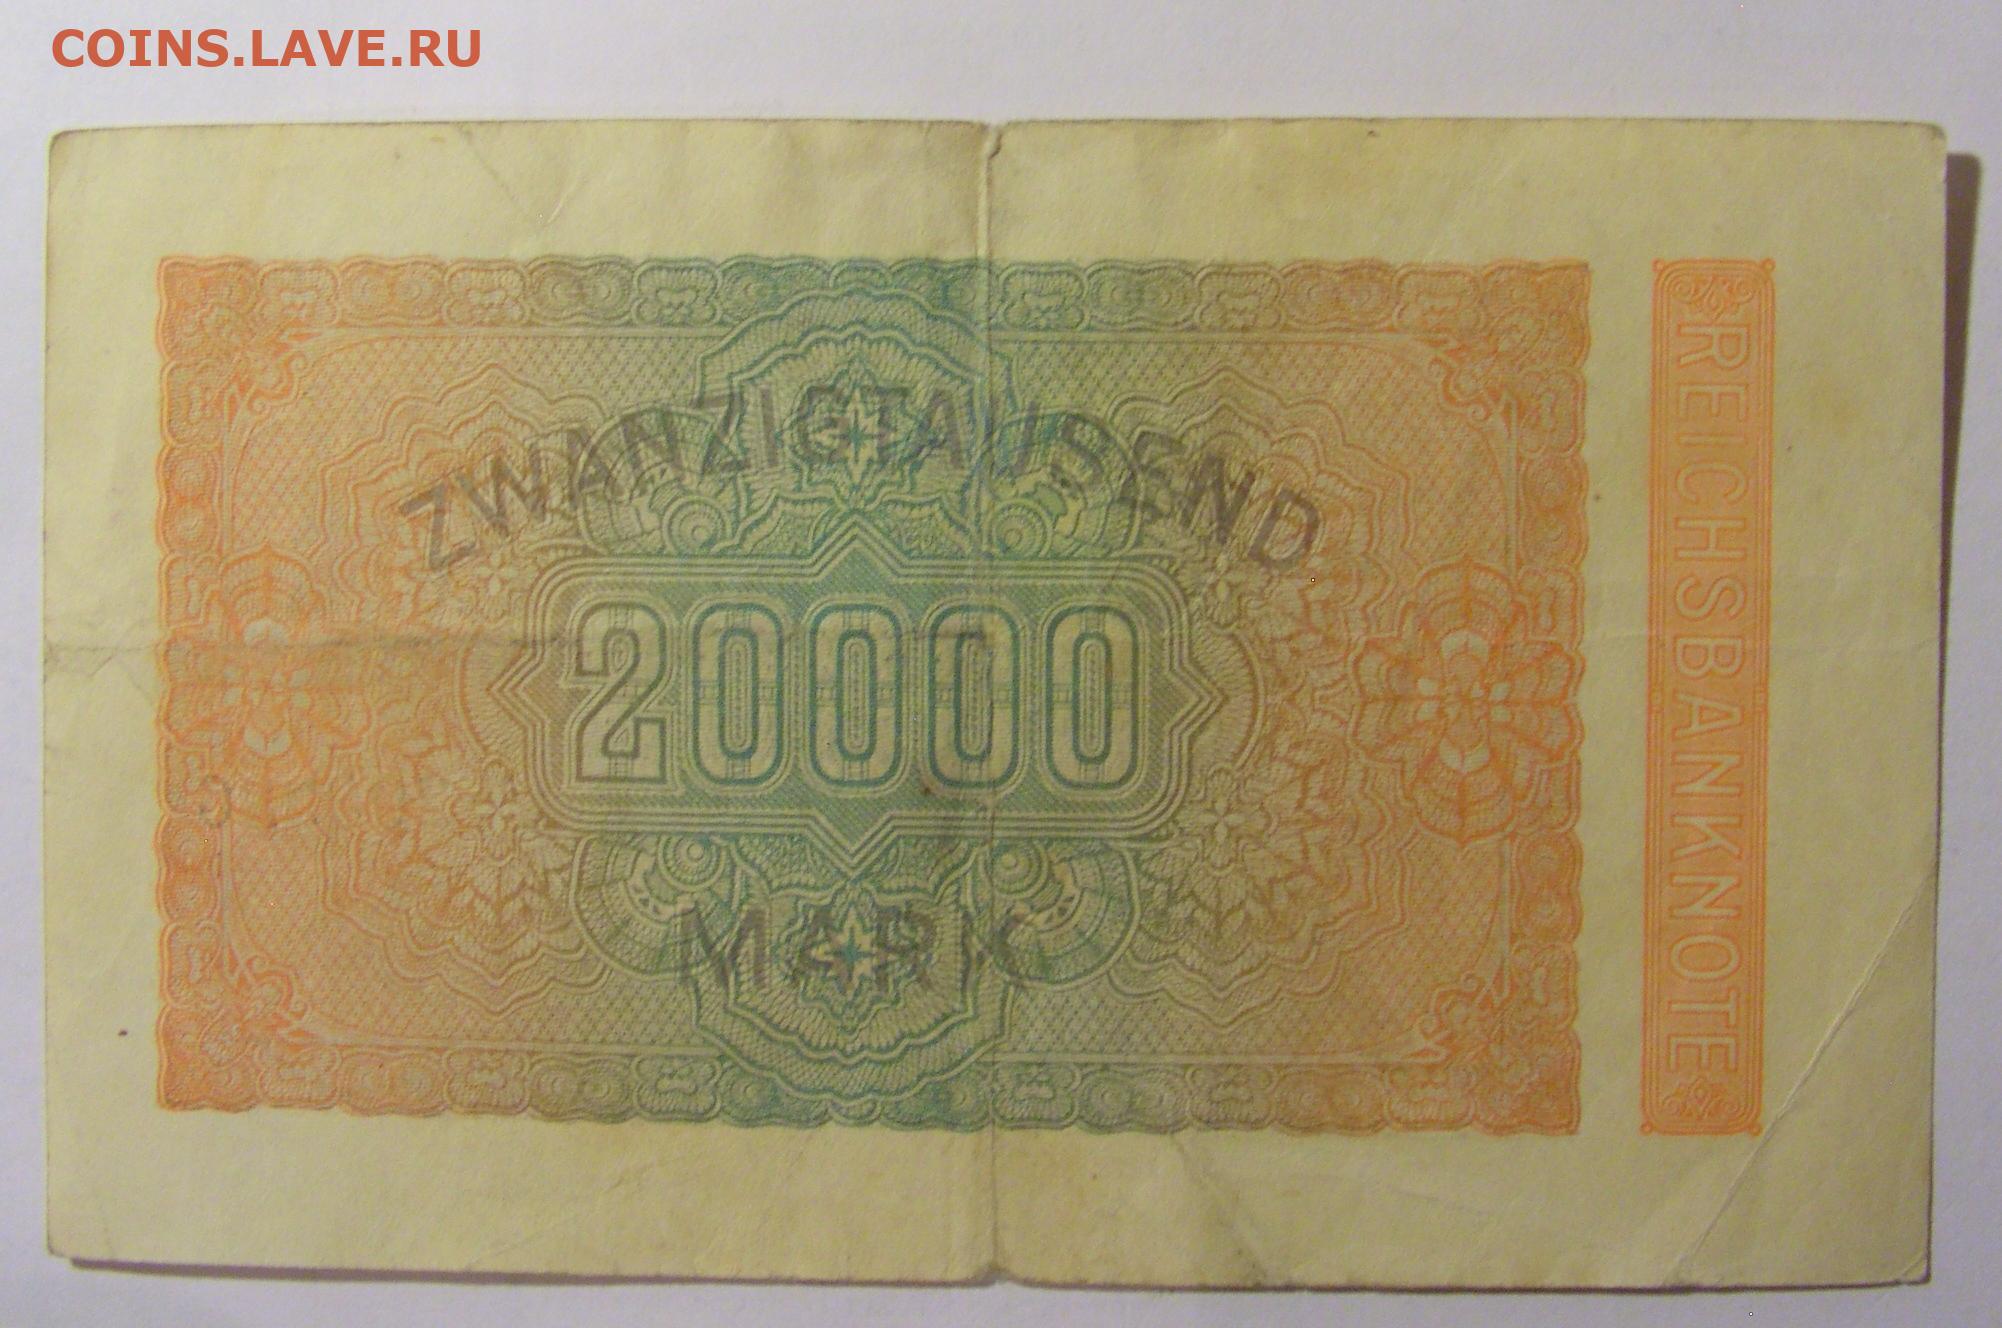 COINS.LAVE.RU
ZWANZIGTAUSEND
20000
MARK
REICHSBANKNOTE